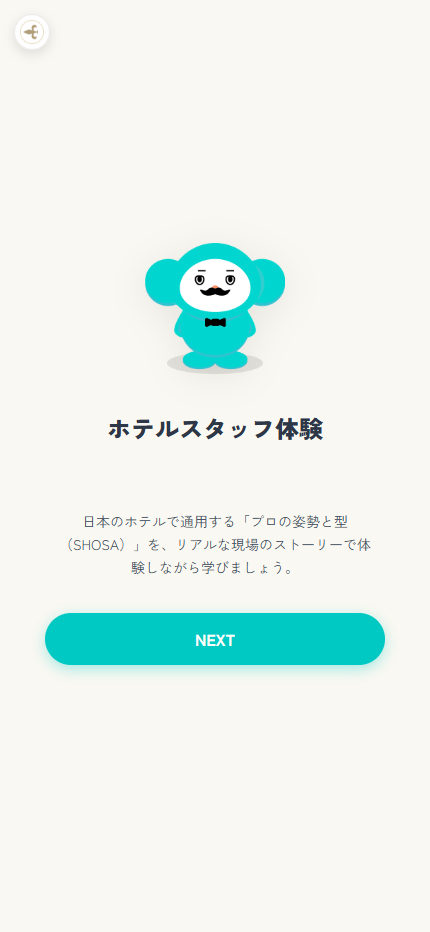 ホテルスタッフ体験
日本のホテルで通用する「プロの姿勢と型
（SHOSA）」を、リアルな現場のストーリーで体
験しながら学びましょう。
NEXT